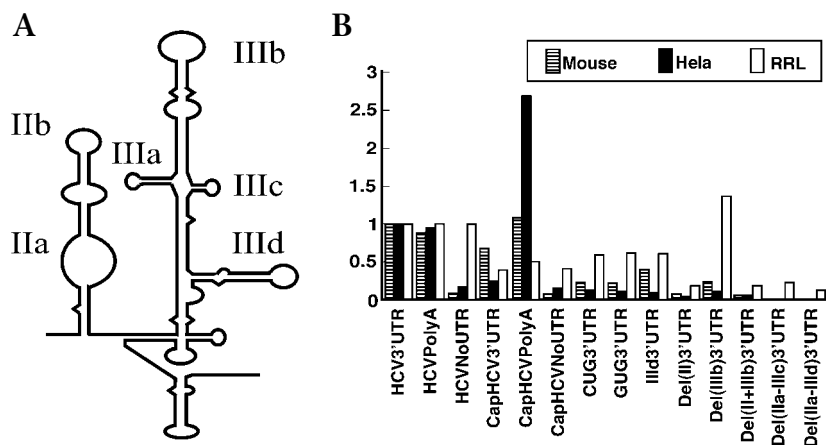 A
IIIb
IIb
IIIa
IIIc
IIa
IIId
B
Mouse Hela RRL
3
2.5
2
1.5
1
0.5
0
HCV3'UTR
HCVPolyA
HCVNoUTR
CapHCV3'UTR
CapHCVPolyA
CapHCVNoUTR
CUG3'UTR
GUG3'UTR
IIId3'UTR
Del(II)3'UTR
Del(IIIb)3'UTR
Del(II+IIIb)3'UTR
Del(IIa-IIIc)3'UTR
Del(IIa-IIId)3'UTR